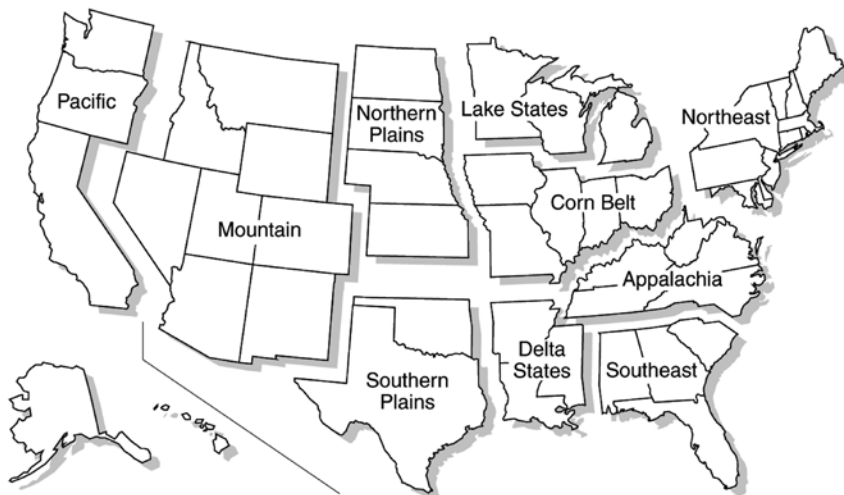 Pacific
Northern
Plains
Lake States
Northeast
Mountain
Corn Belt
Appalachia
Southern
Plains
Delta
States
Southeast